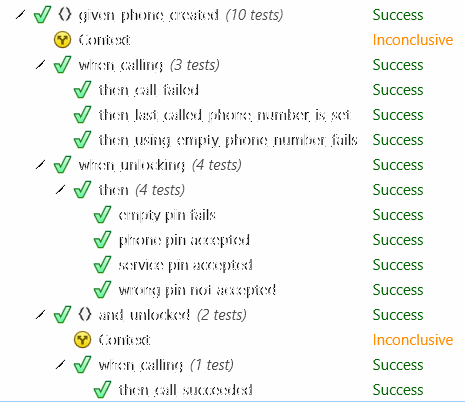 given_phone_created (10 tests) Success
Context Inconclusive
when_calling (3 tests) Success
then_call_failed Success
then_last_called_phone_number_is_set Success
then_using_empty_phone_number_fails Success
when_unlocking (4 tests) Success
then (4 tests) Success
empty pin fails Success
phone pin accepted Success
service pin accepted Success
wrong pin not accepted Success
and_unlocked (2 tests) Success
Context Inconclusive
when_calling (1 test) Success
then_call_succeeded Success